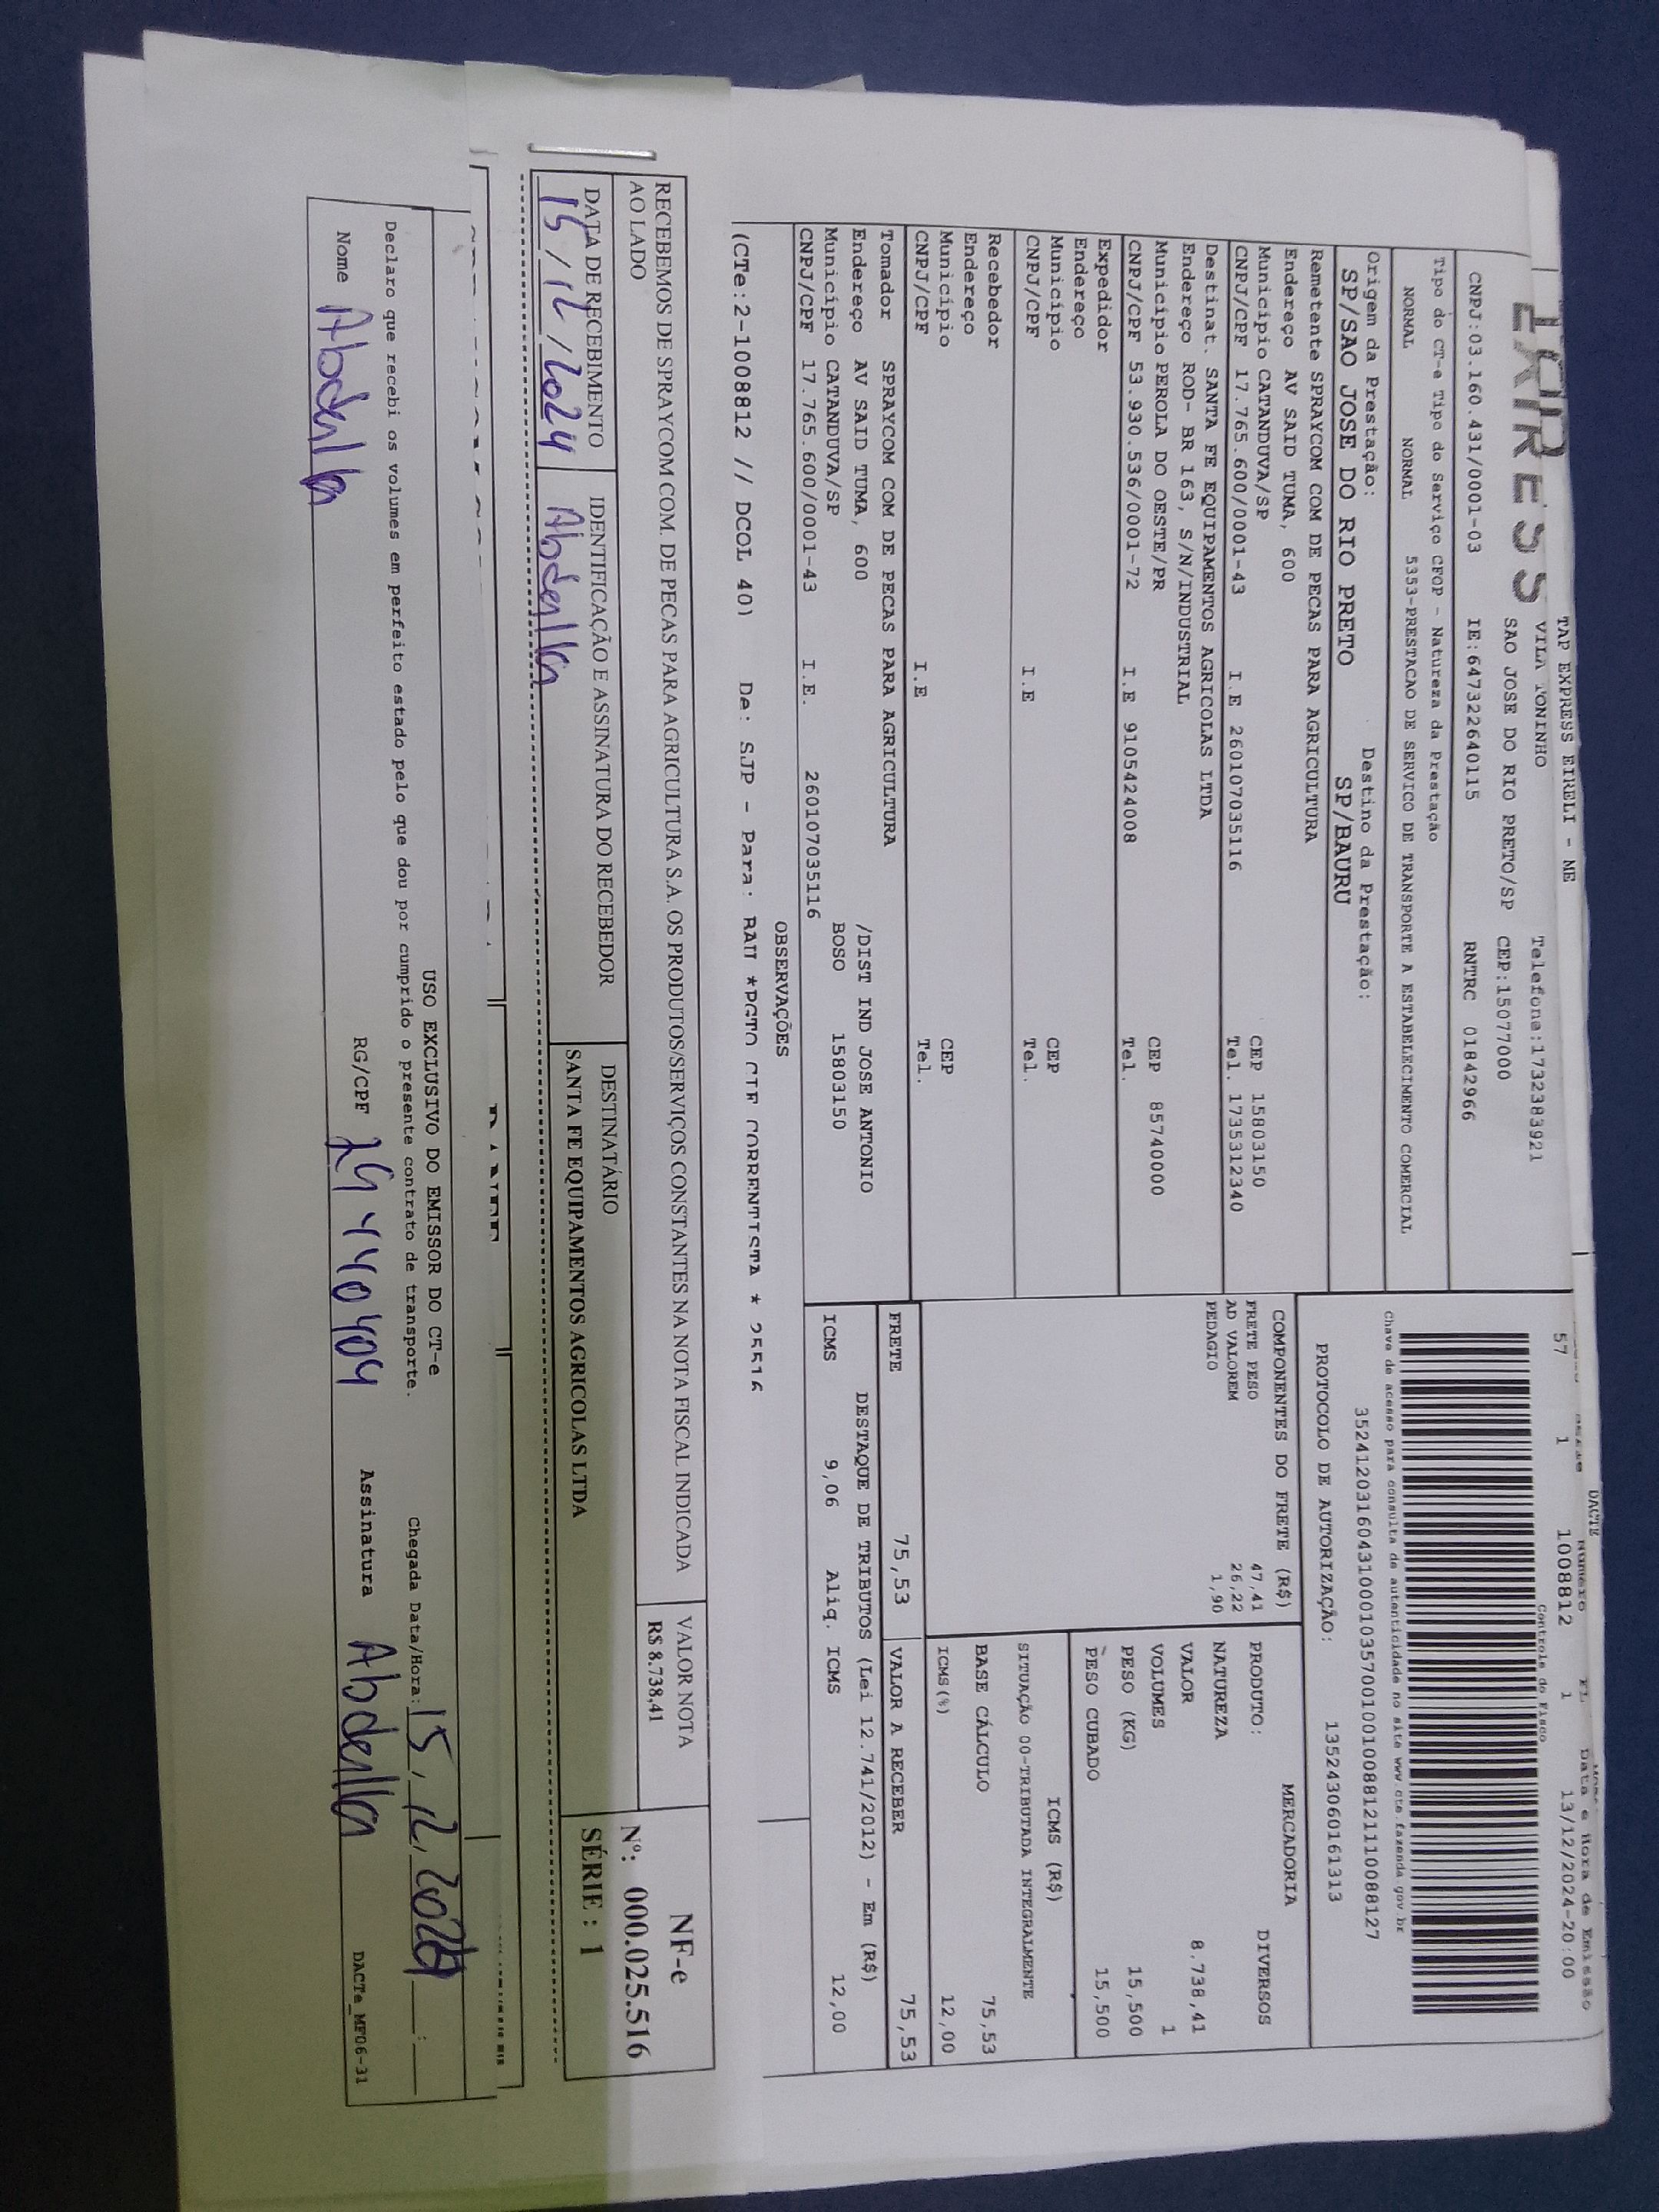 TAP EXPRESS EIRELI - ME
VILA TONINHO Telefone:1732383921
SAO JOSE DO RIO PRETO/SP CEP:15077000
CNPJ:03.160.431/0001-03 IE:647322640115 RNTRC 01842966
Tipo do CT-e Tipo do Serviço CFOP - Natureza da Prestação
NORMAL NORMAL 5353-PRESTACAO DE SERVICO DE TRANSPORTE A ESTABELECIMENTO COMERCIAL
Origem da Prestação: Destino da Prestação:
SP/SAO JOSE DO RIO PRETO SP/BAURU
Remetente SPRAYCOM COM DE PECAS PARA AGRICULTURA
Endereço AV SAID TUMA, 600
Município CATANDUVA/SP CEP 15803150
CNPJ/CPF 17.765.600/0001-43 I.E 260107035116 Tel. 1735312340
Destinat. SANTA FE EQUIPAMENTOS AGRICOLAS LTDA
Endereço ROD- BR 163, S/N/INDUSTRIAL
Município PEROLA DO OESTE/PR CEP 85740000
CNPJ/CPF 53.930.536/0001-72 I.E 9105424008 Tel.
Expedidor
Endereço
Município CEP
CNPJ/CPF I.E Tel.
Recebedor
Endereço
Município CEP
CNPJ/CPF I.E Tel.
Tomador SPRAYCOM COM DE PECAS PARA AGRICULTURA
Endereço AV SAID TUMA, 600 /DIST IND JOSE ANTONIO
Município CATANDUVA/SP BOSO 15803150
CNPJ/CPF 17.765.600/0001-43 I.E. 260107035116
DACTE
Número FL Data e Hora de Emissão
57 1 1008812 1 13/12/2024-20:00
Controle do Fisco
Chave de acesso para consulta de autenticidade no site www.cte.fazenda.gov.br
35241203160431000103570010010088121110088127
PROTOCOLO DE AUTORIZAÇÃO: 135243060161313
COMPONENTES DO FRETE (R$)
FRETE PESO 47,41
AD VALOREM 26,22
PEDAGIO 1,90
MERCADORIA
PRODUTO: DIVERSOS
NATUREZA
VALOR 8.738,41
VOLUMES 1
PESO (KG) 15,500
PESO CUBADO 15,500
ICMS (R$)
SITUAÇÃO 00-TRIBUTADA INTEGRALMENTE
BASE CÁLCULO 75,53
ICMS(%) 12,00
FRETE 75,53 VALOR A RECEBER 75,53
DESTAQUE DE TRIBUTOS (Lei 12.741/2012) - Em (R$)
ICMS 9,06 Aliq. ICMS 12,00
OBSERVAÇÕES
(CTe:2-1008812 // DCOL 40) De: SJP - Para: BAU *PGTO CIF CORRENTISTA * 25516
RECEBEMOS DE SPRAYCOM COM. DE PECAS PARA AGRICULTURA S.A. OS PRODUTOS/SERVIÇOS CONSTANTES NA NOTA FISCAL INDICADA
AO LADO
VALOR NOTA
R$ 8.738,41
NF-e
Nº: 000.025.516
SÉRIE : 1
DATA DE RECEBIMENTO IDENTIFICAÇÃO E ASSINATURA DO RECEBEDOR DESTINATÁRIO
15/12/2024 Abdalla SANTA FE EQUIPAMENTOS AGRICOLAS LTDA
USO EXCLUSIVO DO EMISSOR DO CT-e
Declaro que recebi os volumes em perfeito estado pelo que dou por cumprido o presente contrato de transporte. Chegada Data/Hora: 15/12/2024 __:__
Nome Abdalla RG/CPF Assinatura Abdalla DACTe_MF06-31